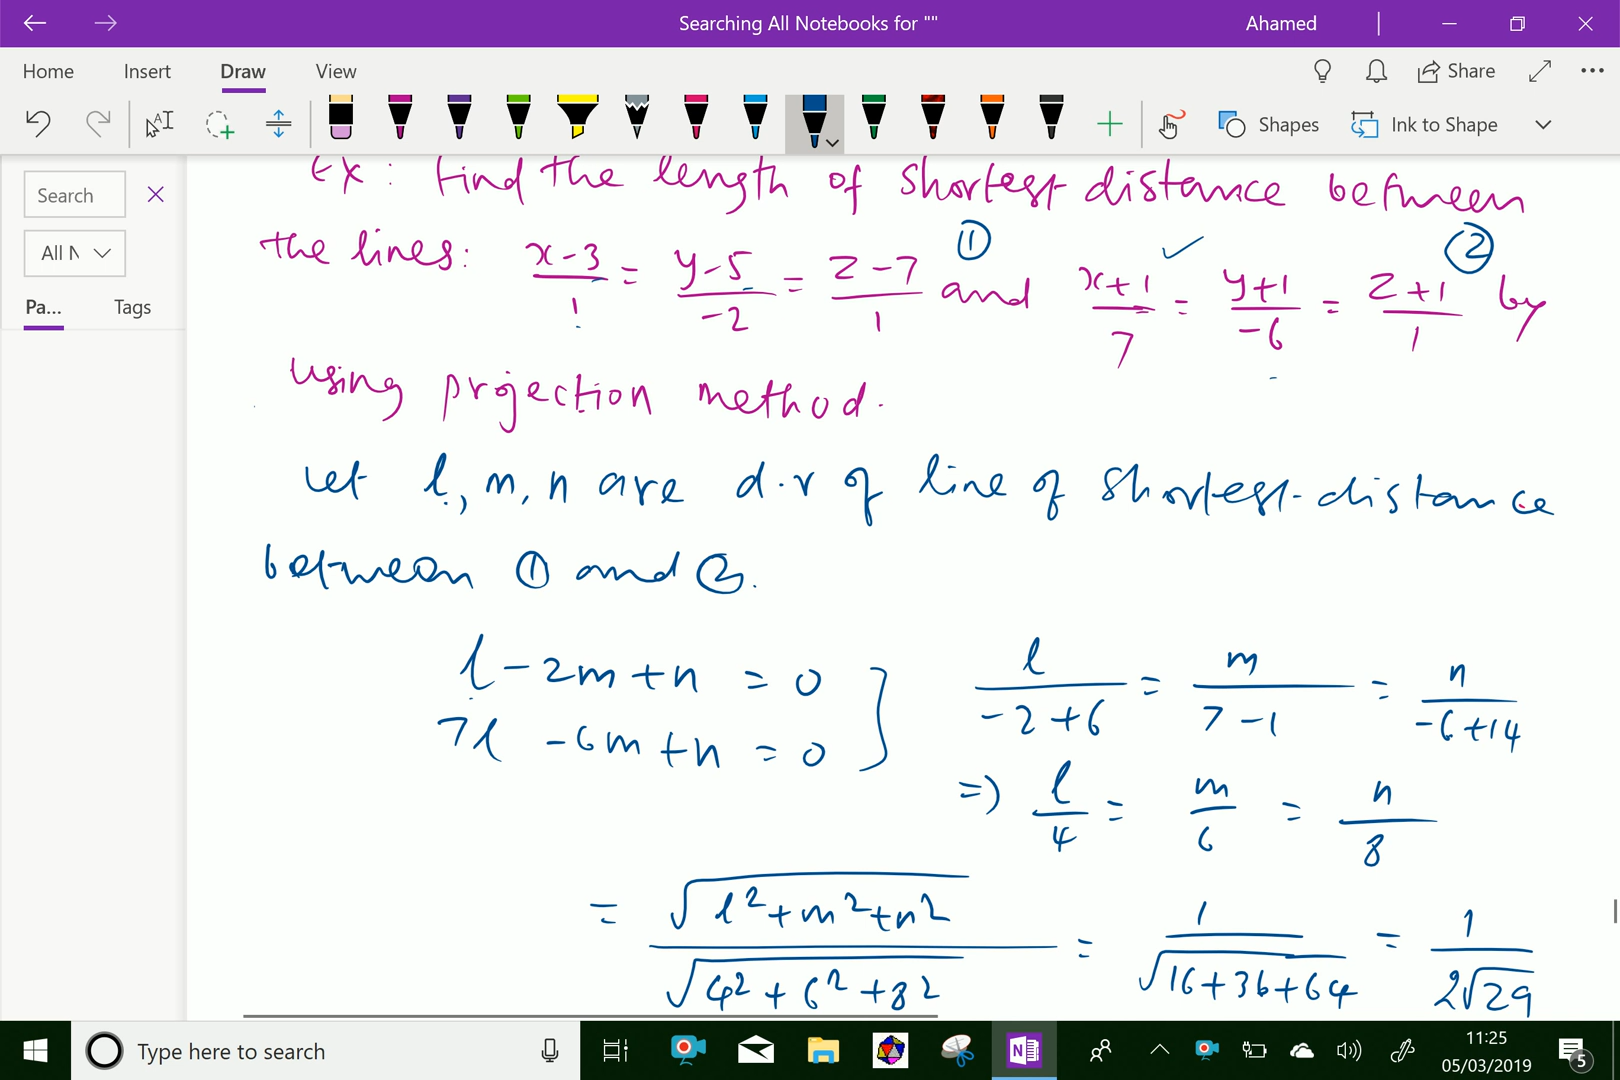 Searching All Notebooks for ""
Ahamed
Home Insert Draw View
Share
Shapes
Ink to Shape
Search
All N
Pa... Tags
Ex: Find the length of shortest distance between
the lines: (x-3)/1 = (y-5)/-2 = (z-7)/1 ① and (x+1)/7 = (y+1)/-6 = (z+1)/1 ② by
using projection method.
Let l, m, n are d.r of line of shortest distance
between ① and ②.
l - 2m + n = 0
7l - 6m + n = 0
l/(-2+6) = m/(7-1) = n/(-6+14)
=> l/4 = m/6 = n/8
= √(l²+m²+n²)/√(4²+6²+8²) = 1/√(16+36+64) = 1/(2√29)
Type here to search
11:25
05/03/2019
5